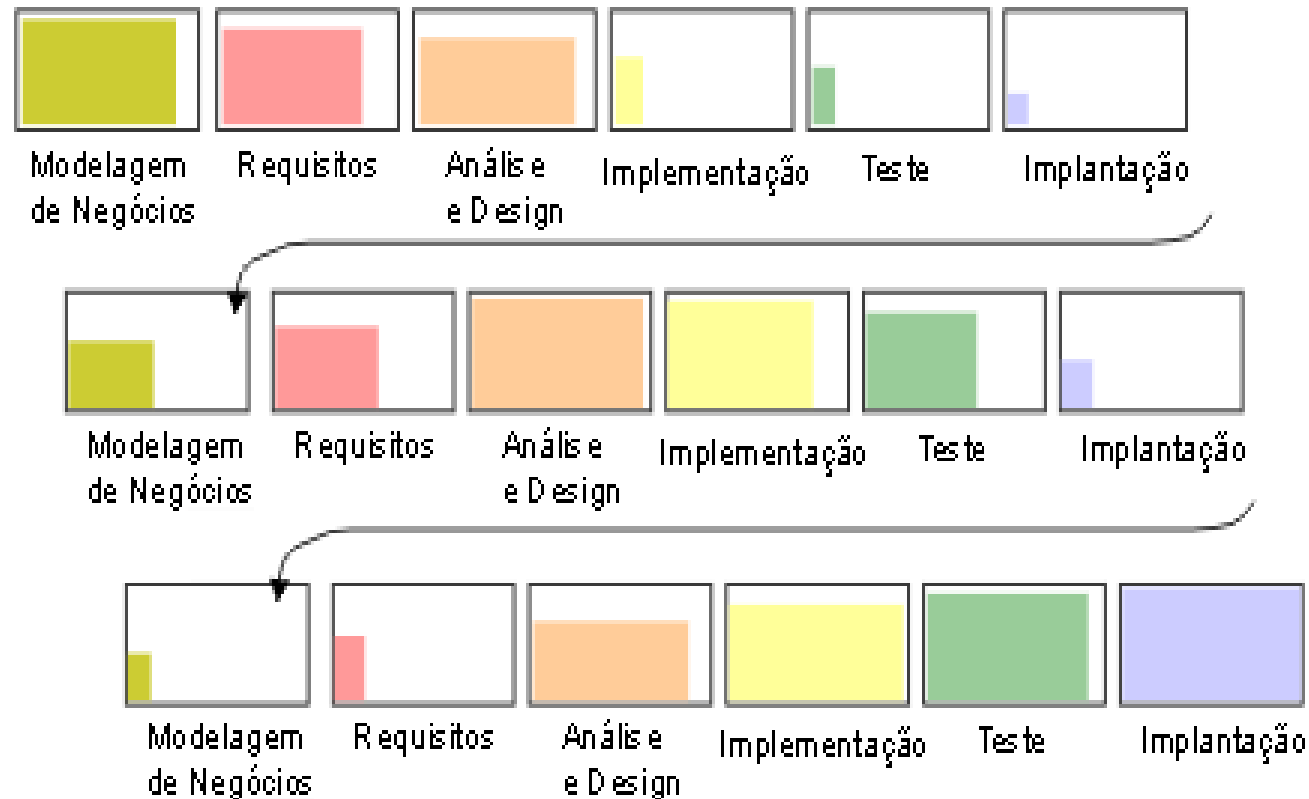 Modelagem
de Negócios
Requisitos
Análise
e Design
Implementação
Teste
Implantação
Modelagem
de Negócios
Requisitos
Análise
e Design
Implementação
Teste
Implantação
Modelagem
de Negócios
Requisitos
Análise
e Design
Implementação
Teste
Implantação